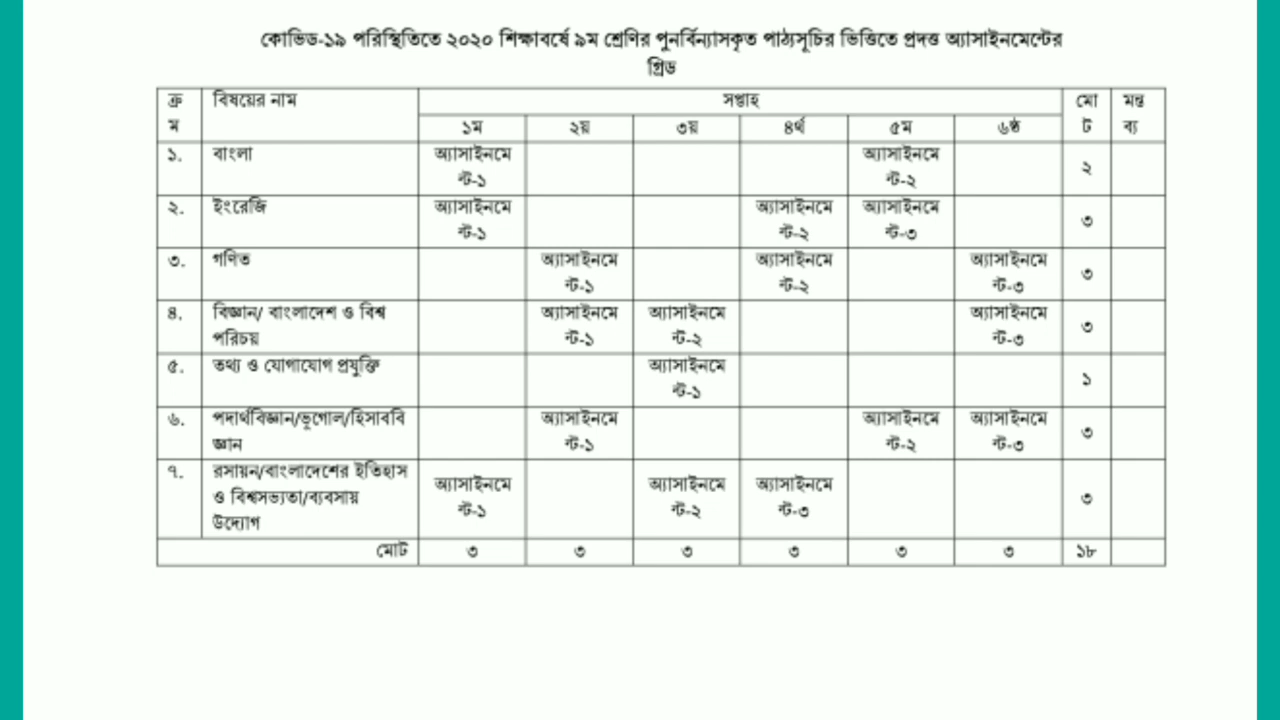 কোভিড-১৯ পরিস্থিতিতে ২০২০ শিক্ষাবর্ষে ৯ম শ্রেণির পুনর্বিন্যাসকৃত পাঠ্যসূচির ভিত্তিতে প্রদত্ত অ্যাসাইনমেন্টের
গ্রিড
ক্র বিষয়ের নাম সপ্তাহ মো মন্ত
ম ১ম ২য় ৩য় ৪র্থ ৫ম ৬ষ্ঠ ট ব্য
১. বাংলা অ্যাসাইনমে অ্যাসাইনমে
ন্ট-১ ন্ট-২ ২
২. ইংরেজি অ্যাসাইনমে অ্যাসাইনমে অ্যাসাইনমে
ন্ট-১ ন্ট-২ ন্ট-৩ ৩
৩. গণিত অ্যাসাইনমে অ্যাসাইনমে অ্যাসাইনমে
ন্ট-১ ন্ট-২ ন্ট-৩ ৩
৪. বিজ্ঞান/ বাংলাদেশ ও বিশ্ব অ্যাসাইনমে অ্যাসাইনমে অ্যাসাইনমে
পরিচয় ন্ট-১ ন্ট-২ ন্ট-৩ ৩
৫. তথ্য ও যোগাযোগ প্রযুক্তি অ্যাসাইনমে
ন্ট-১ ১
৬. পদার্থবিজ্ঞান/ভূগোল/হিসাববি অ্যাসাইনমে অ্যাসাইনমে অ্যাসাইনমে
জ্ঞান ন্ট-১ ন্ট-২ ন্ট-৩ ৩
৭. রসায়ন/বাংলাদেশের ইতিহাস অ্যাসাইনমে অ্যাসাইনমে অ্যাসাইনমে
ও বিশ্বসভ্যতা/ব্যবসায় ন্ট-১ ন্ট-২ ন্ট-৩ ৩
উদ্যোগ
মোট ৩ ৩ ৩ ৩ ৩ ৩ ১৮